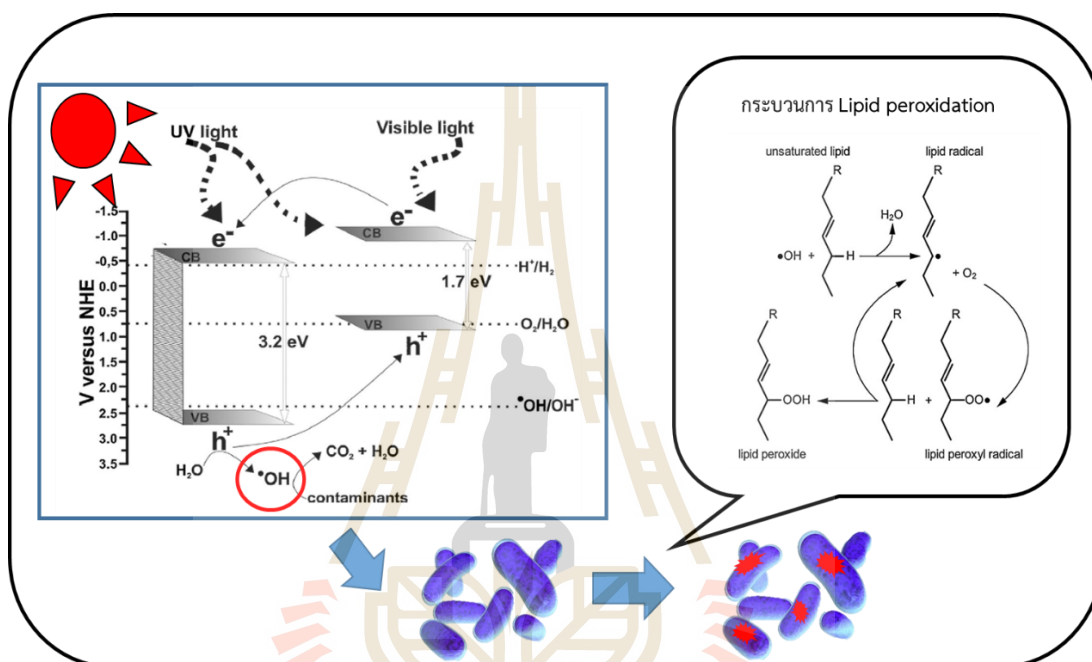 UV light
Visible light
e⁻
e⁻
CB
CB
-1.5
-1.0
-0.5
0.0
0.5
1.0
1.5
2.0
2.5
3.0
3.5
V versus NHE
H⁺/H₂
1.7 eV
O₂/H₂O
VB
3.2 eV
h⁺
•OH/OH⁻
VB
h⁺
H₂O
•OH
CO₂ + H₂O
contaminants
กระบวนการ Lipid peroxidation
unsaturated lipid
lipid radical
R
R
H₂O
•OH +
H
•
+ O₂
R
R
OOH
H
+
OO•
lipid peroxide
lipid peroxyl radical